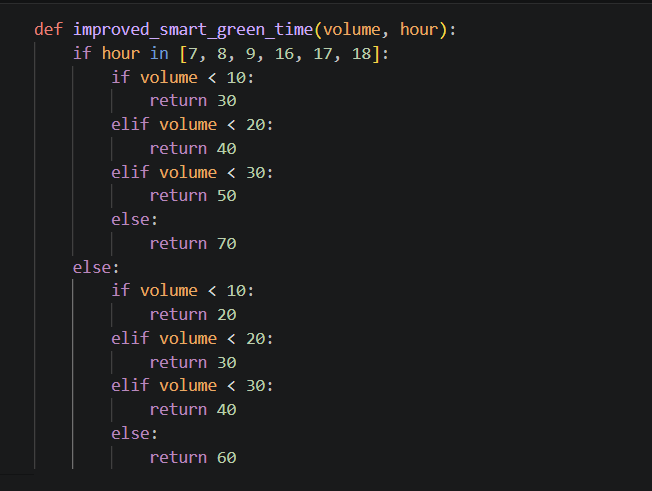 def improved_smart_green_time(volume, hour):
    if hour in [7, 8, 9, 16, 17, 18]:
        if volume < 10:
            return 30
        elif volume < 20:
            return 40
        elif volume < 30:
            return 50
        else:
            return 70
    else:
        if volume < 10:
            return 20
        elif volume < 20:
            return 30
        elif volume < 30:
            return 40
        else:
            return 60